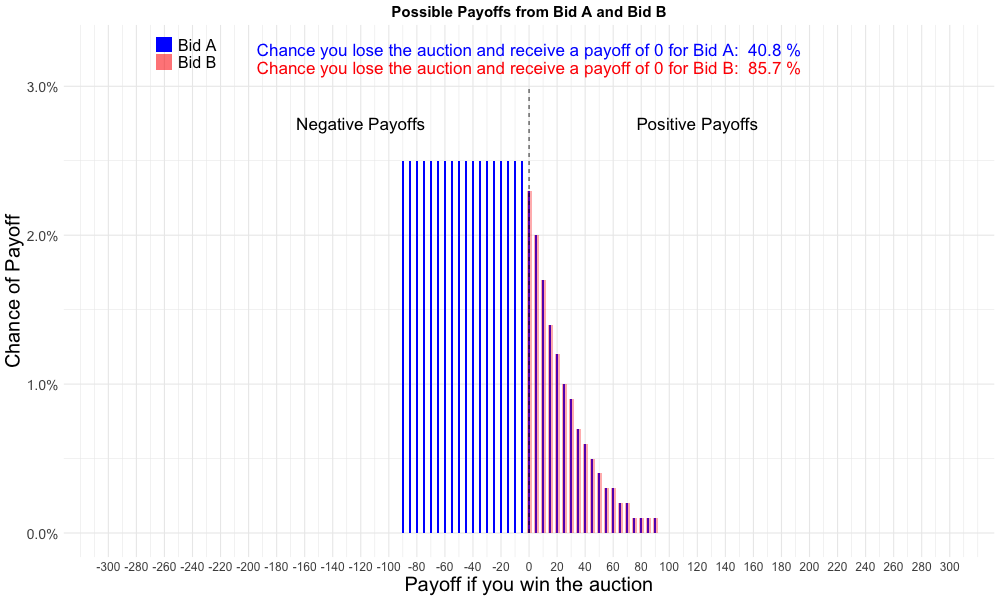 Possible Payoffs from Bid A and Bid B
Bid A
Bid B
Chance you lose the auction and receive a payoff of 0 for Bid A:  40.8 %
Chance you lose the auction and receive a payoff of 0 for Bid B:  85.7 %
Negative Payoffs
Positive Payoffs
Chance of Payoff
3.0%
2.0%
1.0%
0.0%
-300 -280 -260 -240 -220 -200 -180 -160 -140 -120 -100 -80 -60 -40 -20 0 20 40 60 80 100 120 140 160 180 200 220 240 260 280 300
Payoff if you win the auction